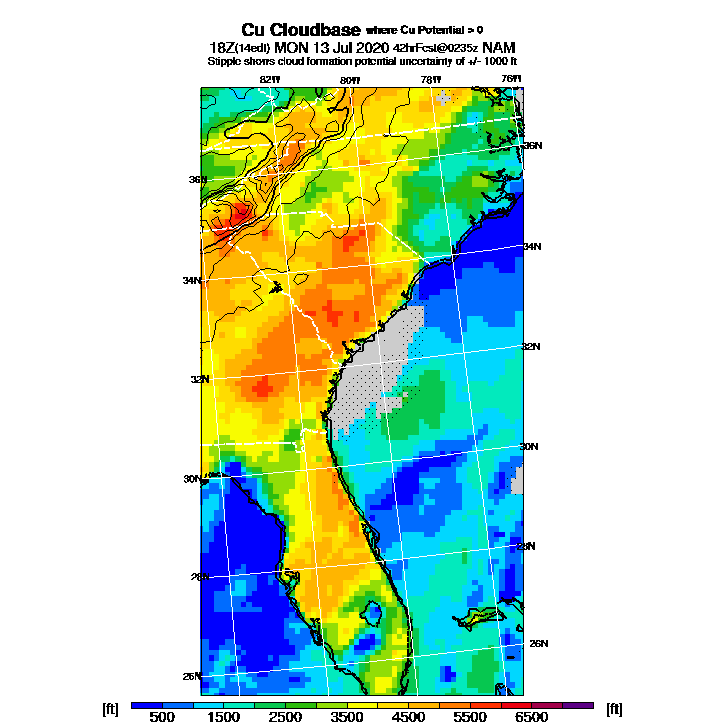 Cu Cloudbase where Cu Potential > 0
18Z(14edt) MON 13 Jul 2020 42hrFcst@0235z NAM
Stipple shows cloud formation potential uncertainty of +/- 1000 ft
82W 80W 78W 76W
36N
36N
34N
34N
32N
32N
30N
30N
28N
28N
26N
26N
[ft] [ft]
500 1500 2500 3500 4500 5500 6500